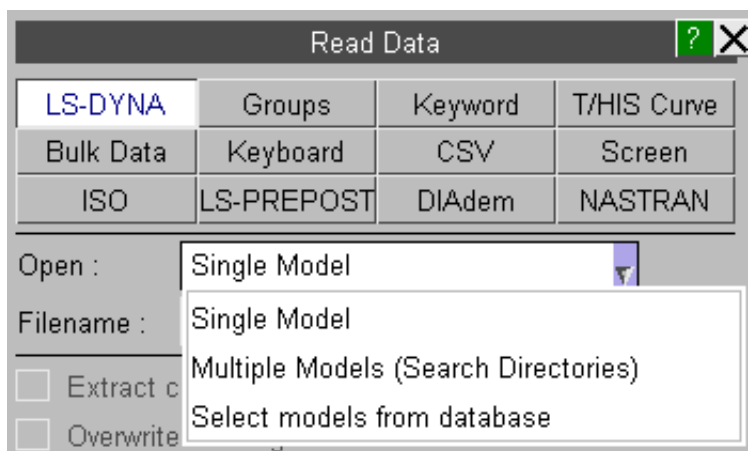 Read Data ? X
LS-DYNA Groups Keyword T/HIS Curve
Bulk Data Keyboard CSV Screen
ISO LS-PREPOST DIAdem NASTRAN
Open : Single Model
Filename : Single Model
Multiple Models (Search Directories)
Extract
Select models from database
Overwrite